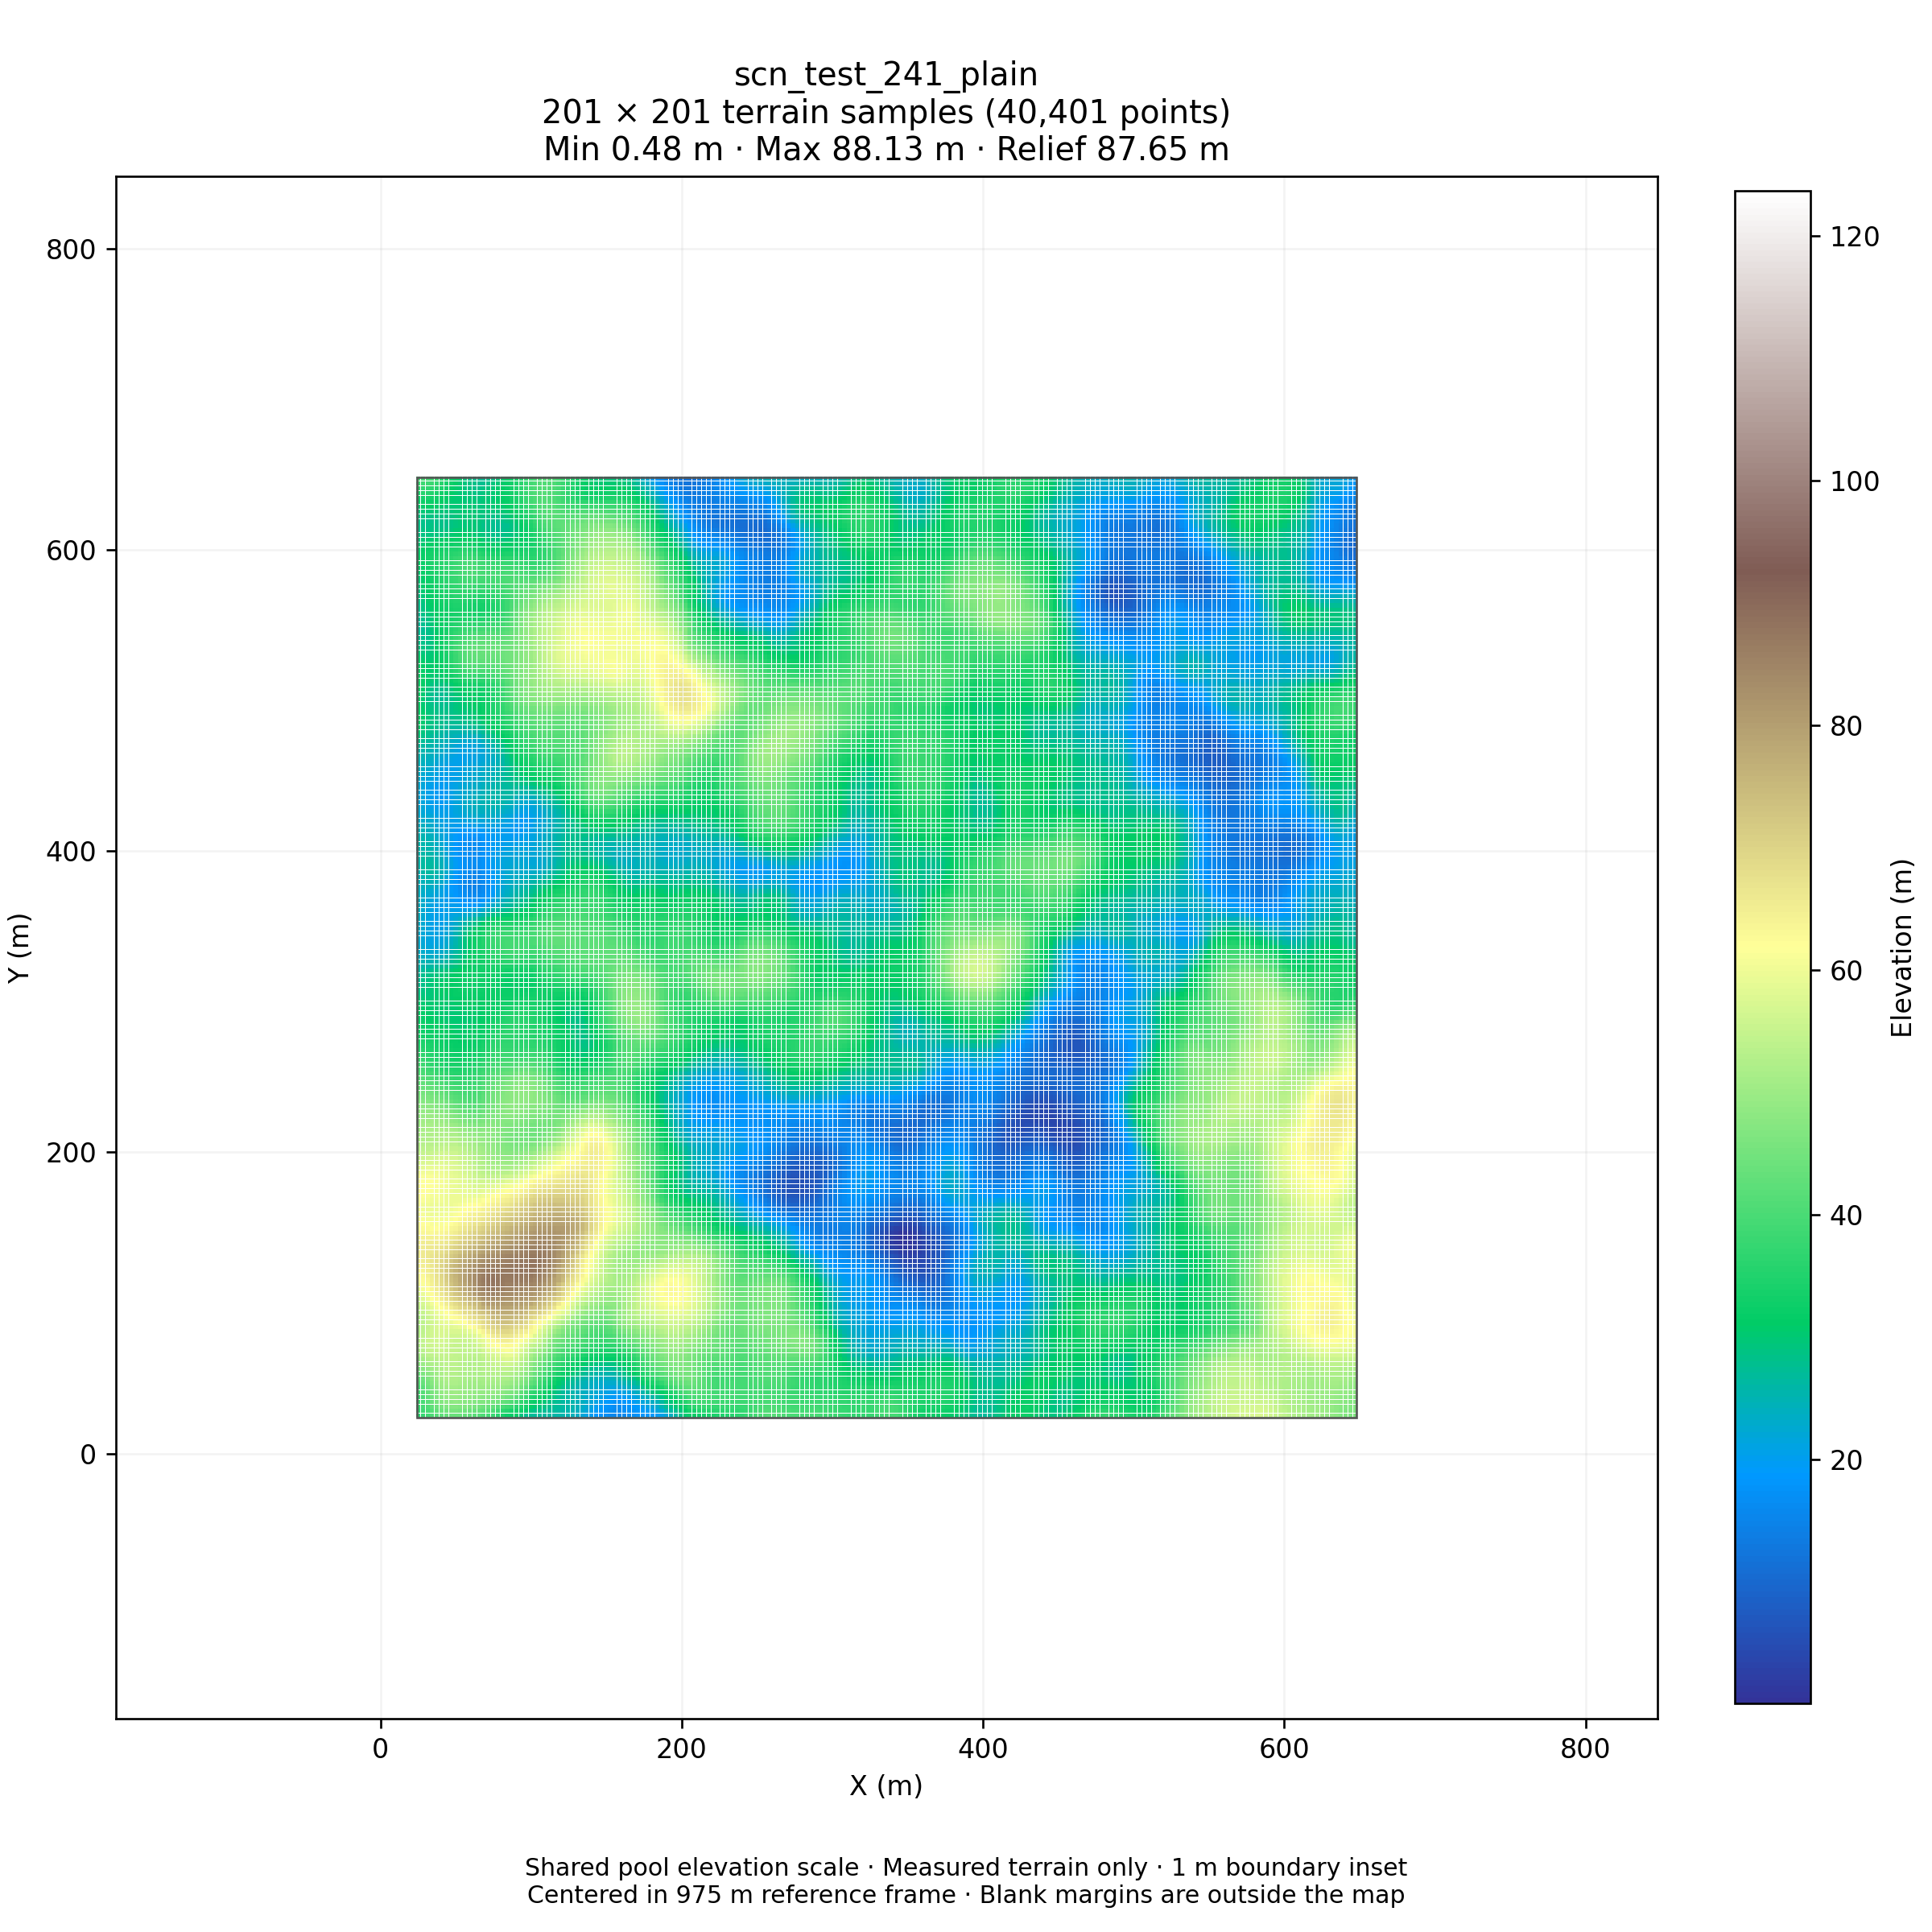 scn_test_241_plain
201 × 201 terrain samples (40,401 points)
Min 0.48 m · Max 88.13 m · Relief 87.65 m
800
600
400
200
0
Y (m)
0 200 400 600 800
X (m)
120
100
80
60
40
20
Elevation (m)
Shared pool elevation scale · Measured terrain only · 1 m boundary inset
Centered in 975 m reference frame · Blank margins are outside the map